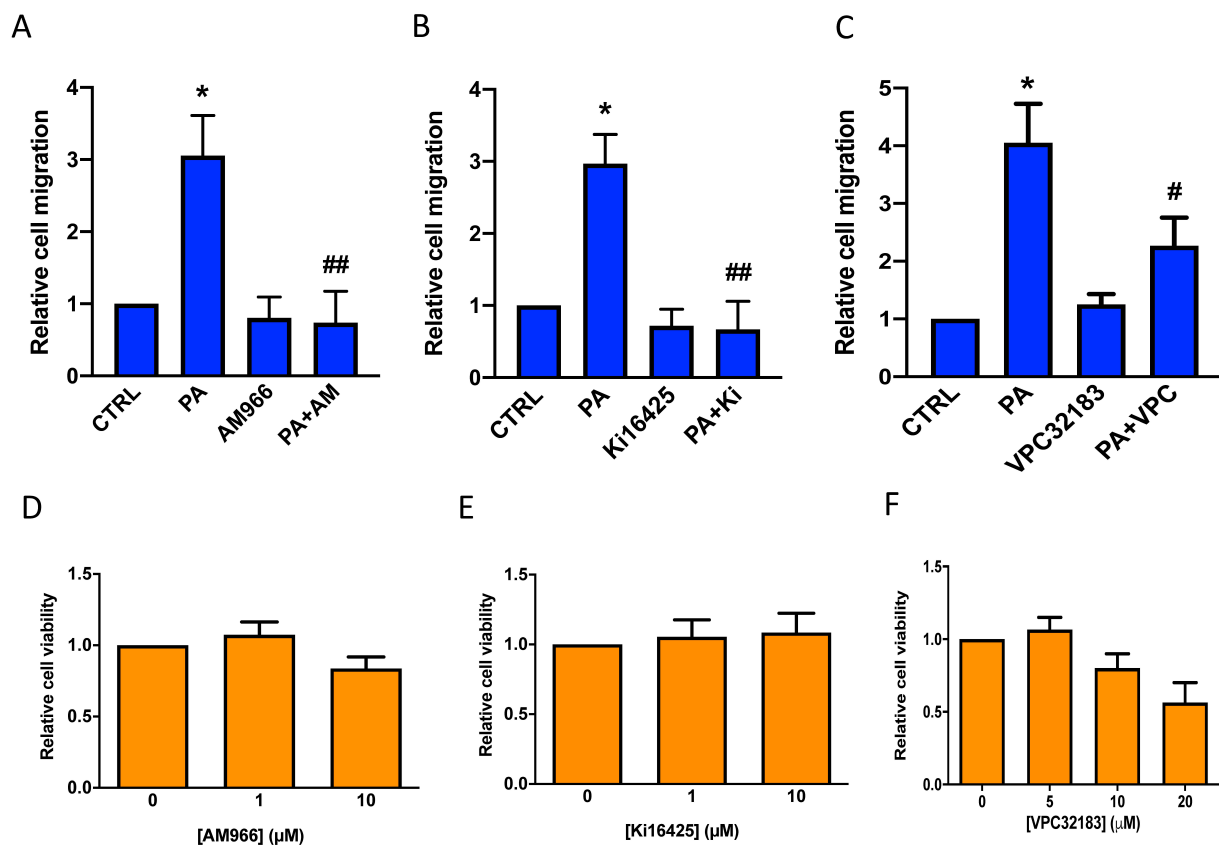 A
Relative cell migration
4
3
2
1
0
*
##
CTRL
PA
AM966
PA+AM
B
Relative cell migration
4
3
2
1
0
*
##
CTRL
PA
Ki16425
PA+Ki
C
Relative cell migration
5
4
3
2
1
0
*
#
CTRL
PA
VPC32183
PA+VPC
D
Relative cell viability
1.5
1.0
0.5
0.0
0 1 10
[AM966] (µM)
E
Relative cell viability
1.5
1.0
0.5
0.0
0 1 10
[Ki16425] (µM)
F
Relative cell viability
1.5
1.0
0.5
0.0
0 5 10 20
[VPC32183] (µM)